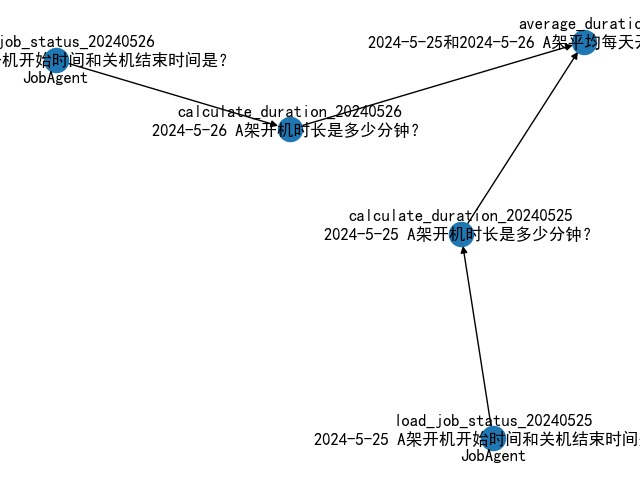 job_status_20240526
机开始时间和关机结束时间是?
JobAgent
average_duratio
2024-5-25和2024-5-26 A架平均每天
calculate_duration_20240526
2024-5-26 A架开机时长是多少分钟?
calculate_duration_20240525
2024-5-25 A架开机时长是多少分钟?
load_job_status_20240525
2024-5-25 A架开机开始时间和关机结束时间
JobAgent